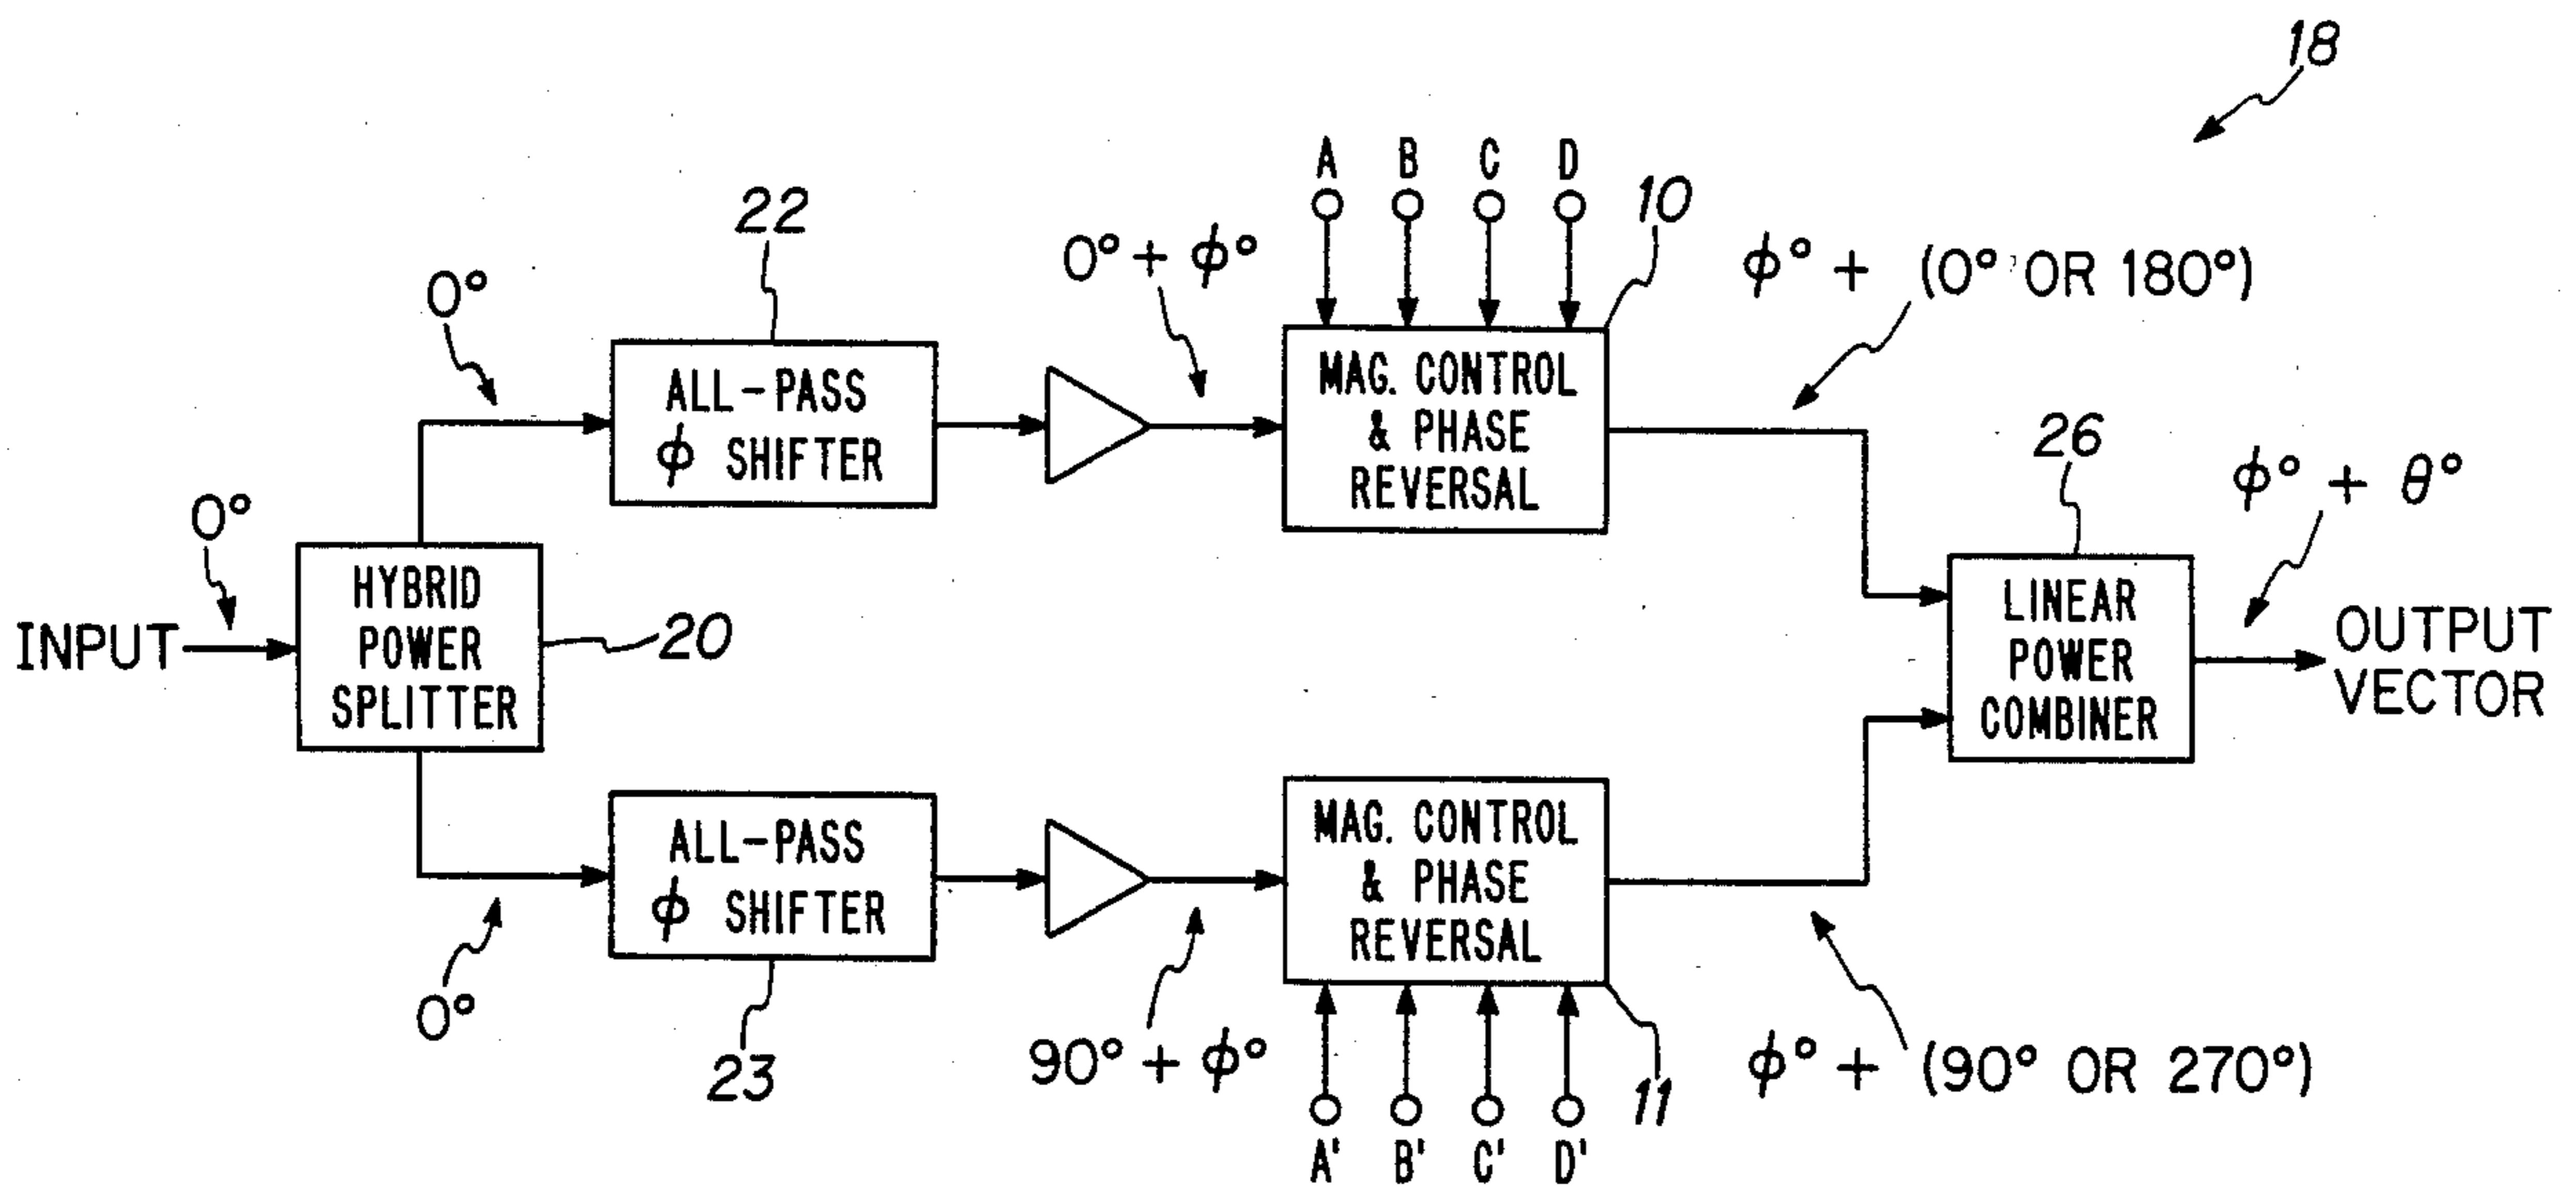 18
A B C D
10
22
0° + ϕ°
ϕ° + (0° OR 180°)
0°
ALL-PASS
ϕ SHIFTER
MAG. CONTROL
& PHASE
REVERSAL
26
ϕ° + θ°
0°
INPUT
HYBRID
POWER
SPLITTER
20
LINEAR
POWER
COMBINER
OUTPUT
VECTOR
ALL-PASS
ϕ SHIFTER
MAG. CONTROL
& PHASE
REVERSAL
0°
23
90° + ϕ°
11
ϕ° + (90° OR 270°)
A' B' C' D'